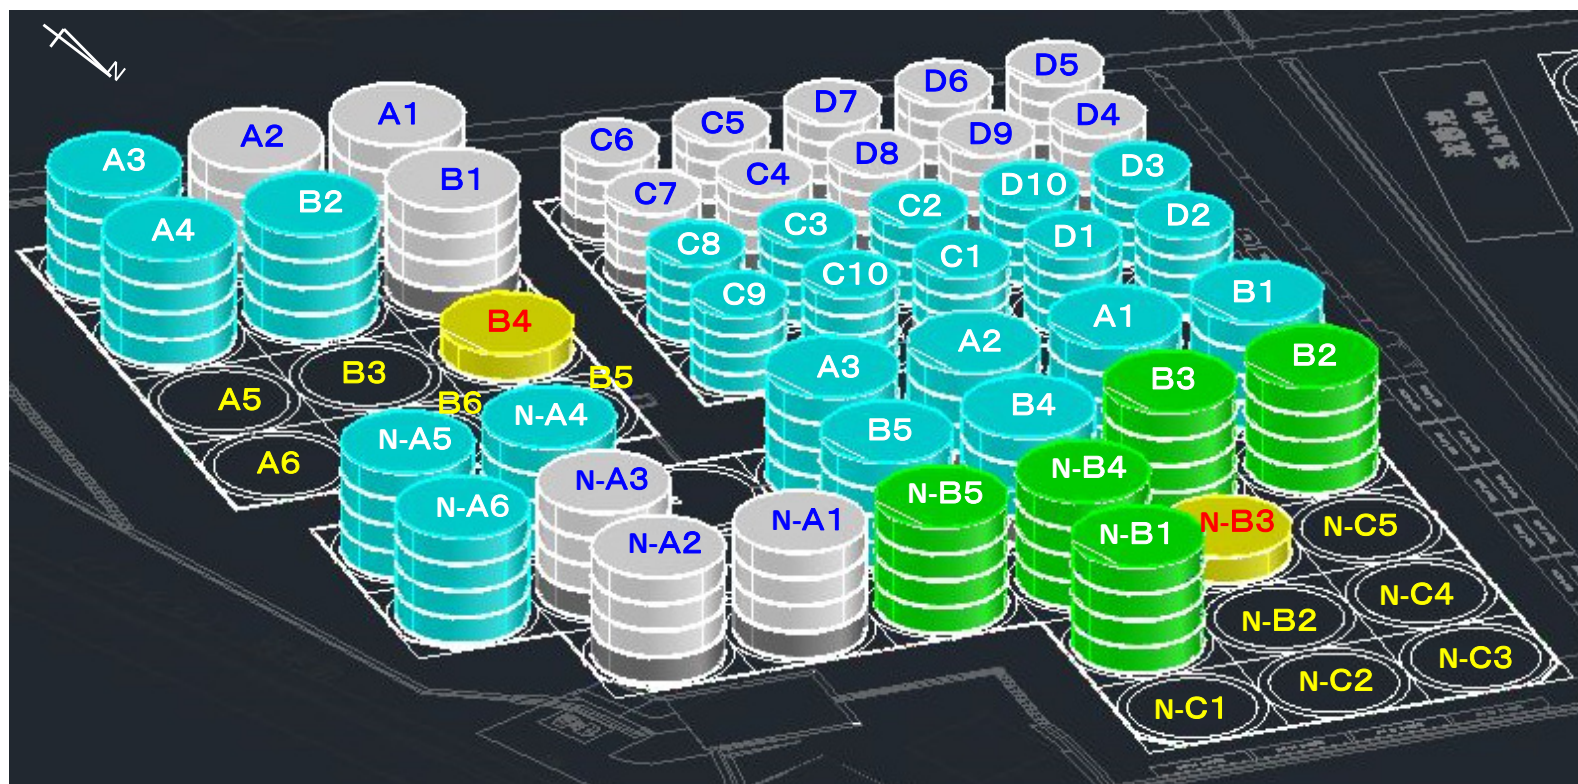 N
A3
A2
A1
A4
B2
B1
C6
C5
D7
D6
D5
C7
C4
D8
D9
D4
C8
C3
C2
D10
D3
C9
C10
C1
D1
D2
B4
A5
B3
B6
B5
A6
N-A5
N-A4
N-A6
N-A3
N-A2
N-A1
A3
A2
A1
B1
B5
B4
B3
B2
N-B5
N-B4
N-B1
N-B3
N-C5
N-B2
N-C4
N-C1
N-C2
N-C3